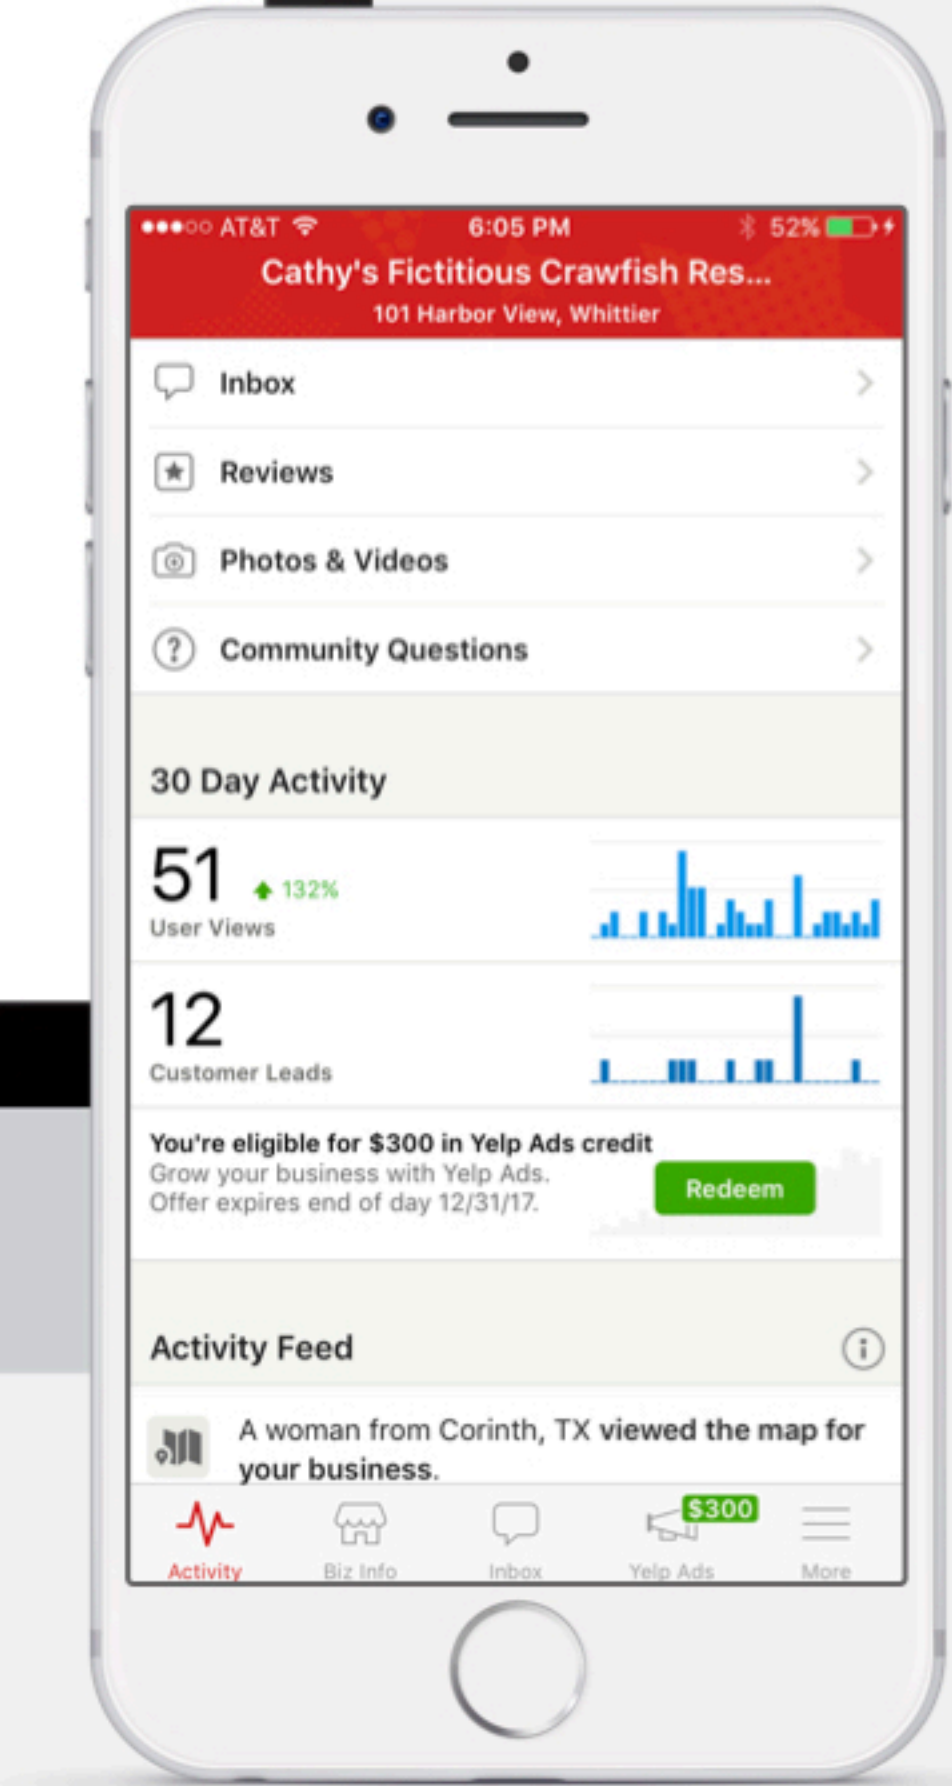 AT&T 6:05 PM 52%
Cathy's Fictitious Crawfish Res...
101 Harbor View, Whittier
Inbox
Reviews
Photos & Videos
Community Questions
30 Day Activity
51 132%
User Views
12
Customer Leads
You're eligible for $300 in Yelp Ads credit
Grow your business with Yelp Ads.
Offer expires end of day 12/31/17.
Redeem
Activity Feed
A woman from Corinth, TX viewed the map for
your business.
$300
Activity Biz Info Inbox Yelp Ads More